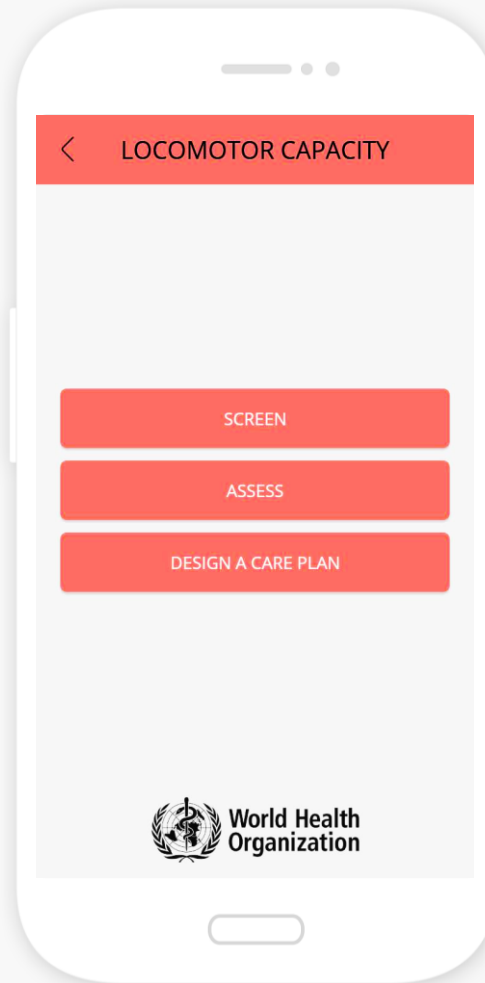 LOCOMOTOR CAPACITY
SCREEN
ASSESS
DESIGN A CARE PLAN
World Health
Organization